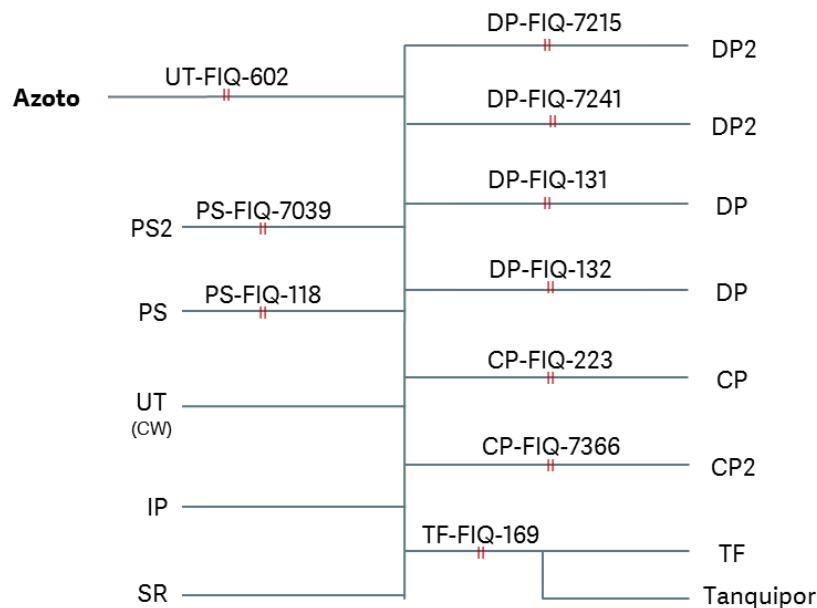 DP-FIQ-7215
DP2
UT-FIQ-602
Azoto
DP-FIQ-7241
DP2
DP-FIQ-131
DP
PS-FIQ-7039
PS2
DP-FIQ-132
DP
PS-FIQ-118
PS
CP-FIQ-223
CP
UT
(CW)
CP-FIQ-7366
CP2
IP
TF-FIQ-169
TF
SR
Tanquipor